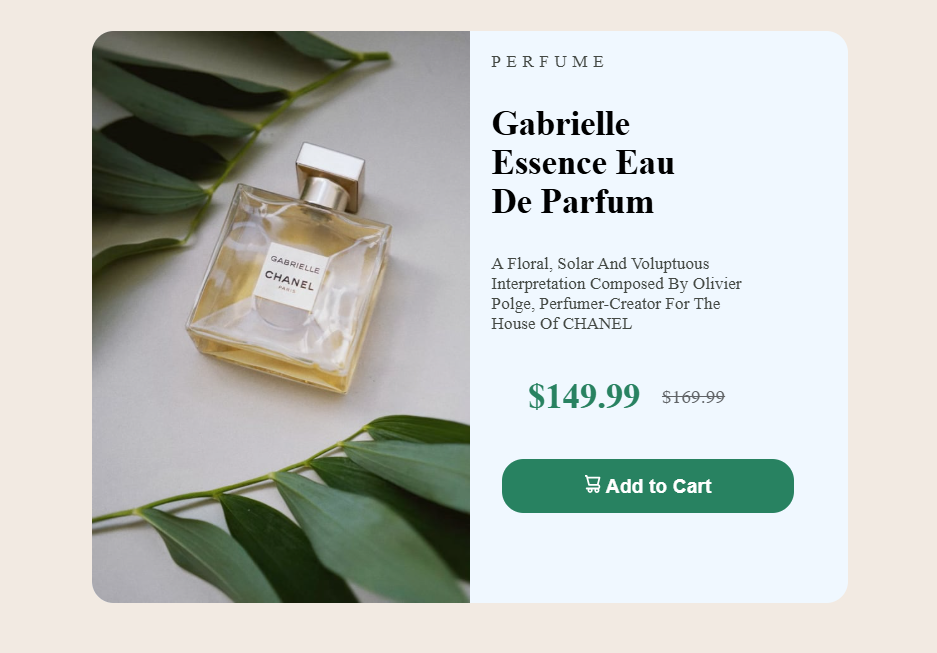 PERFUME
Gabrielle
Essence Eau
De Parfum
A Floral, Solar And Voluptuous
Interpretation Composed By Olivier
Polge, Perfumer-Creator For The
House Of CHANEL
$149.99 $169.99
Add to Cart
GABRIELLE
CHANEL
PARIS